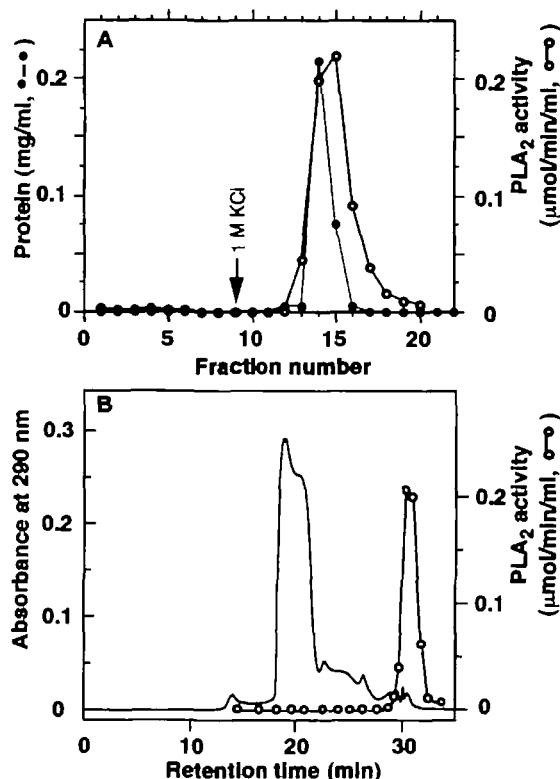 A
Protein (mg/ml, •–•)
0.2
0.1
0
1 M KCl
0.2
0.1
0
PLA2 activity
(μmol/min/ml, o–o)
0 5 10 15 20
Fraction number
B
Absorbance at 290 nm
0.3
0.2
0.1
0
0.2
0.1
0
PLA2 activity
(μmol/min/ml, o–o)
0 10 20 30
Retention time (min)